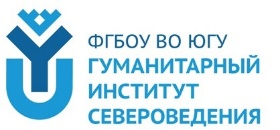 ФГБОУ ВО ЮГУ
ГУМАНИТАРНЫЙ
ИНСТИТУТ
СЕВЕРОВЕДЕНИЯ